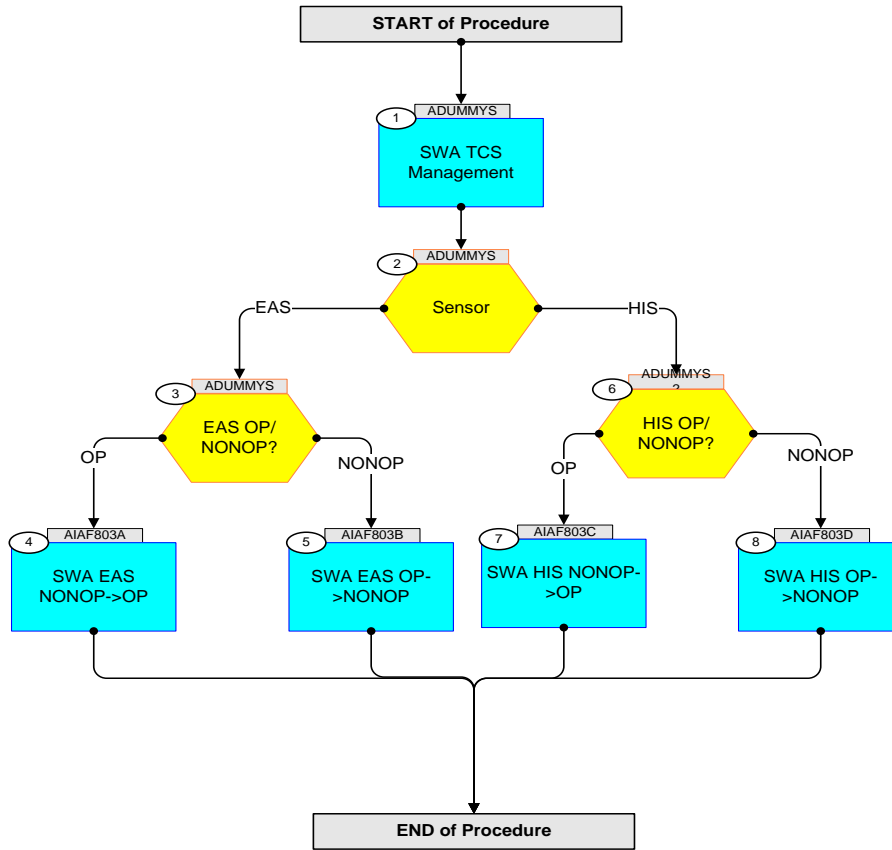 START of Procedure
ADUMMYS
1
SWA TCS
Management
ADUMMYS
2
Sensor
EAS
HIS
ADUMMYS
3
EAS OP/
NONOP?
OP
NONOP
ADUMMYS
2
6
HIS OP/
NONOP?
OP
NONOP
AIAF803A
4
SWA EAS
NONOP->OP
AIAF803B
5
SWA EAS OP-
>NONOP
AIAF803C
7
SWA HIS NONOP-
>OP
AIAF803D
8
SWA HIS OP-
>NONOP
END of Procedure